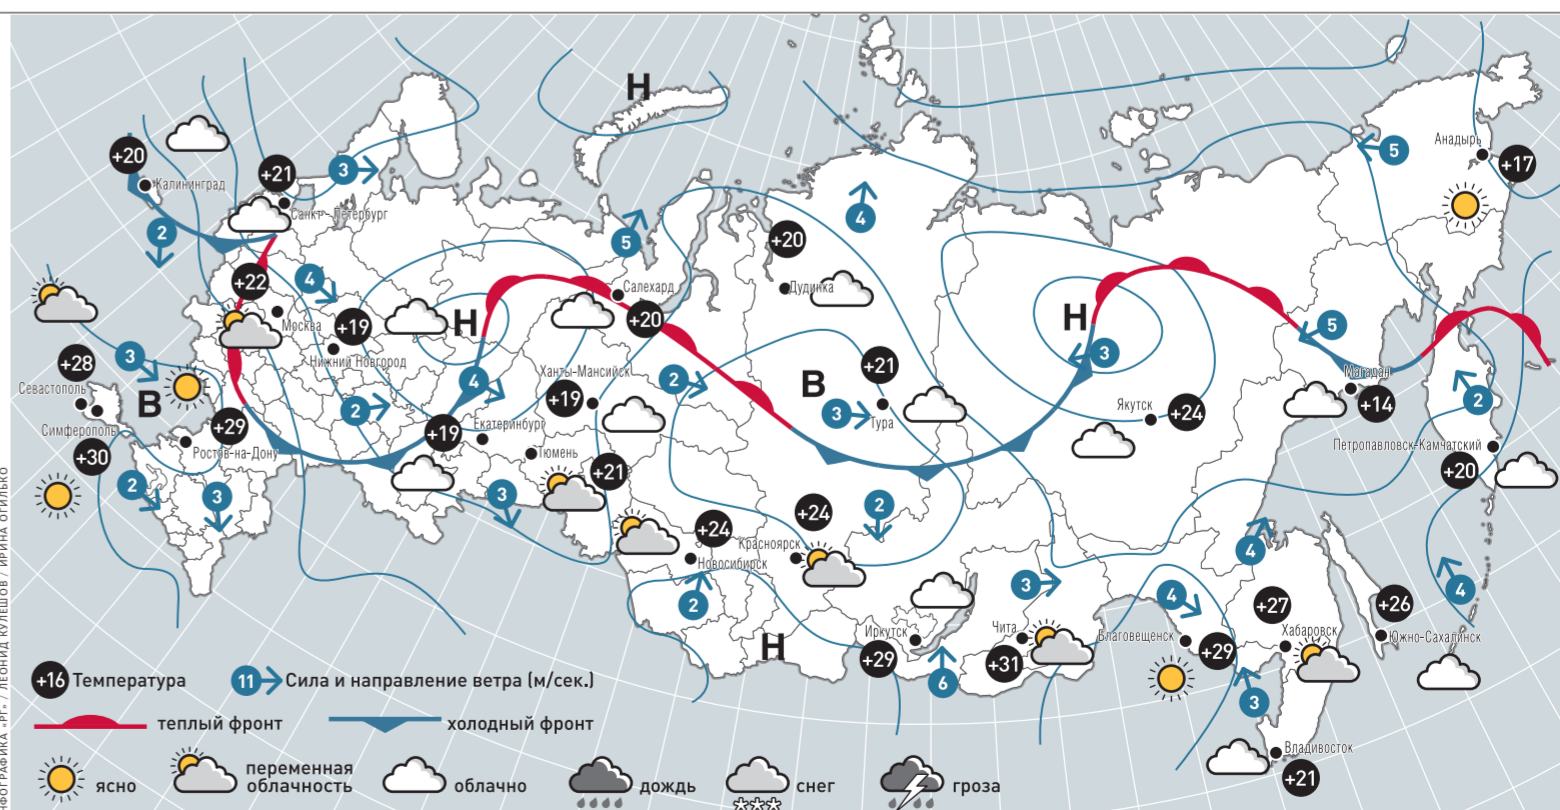 Н
+20
Калининград
+21
Санкт-Петербург
3
5
Анадырь
+17
2
4
5
4
+20
Дудинка
+22
Москва
+19
Нижний Новгород
Н
Салехард
+20
Н
3
5
3
+28
Севастополь
В
Симферополь
+30
+29
Ростов-на-Дону
2
4
+19
Екатеринбург
Ханты-Мансийск
+19
2
В
+21
3
Тура
Якутск
+24
Магадан
+14
2
Петропавловск-Камчатский
+20
Тюмень
+21
2
3
3
+24
Новосибирск
+24
Красноярск
2
2
Н
Иркутск
+29
3
Чита
+31
6
4
Благовещенск
+29
4
+27
Хабаровск
3
+26
Южно-Сахалинск
4
Владивосток
+21
+16 Температура
11 Сила и направление ветра (м/сек.)
теплый фронт
холодный фронт
ясно
переменная
облачность
облачно
дождь
снег
гроза
НФОГРАФИКА «РГ» / ЛЕОНИД КУЛЕШОВ / ИРИНА ОГИЛЬКО